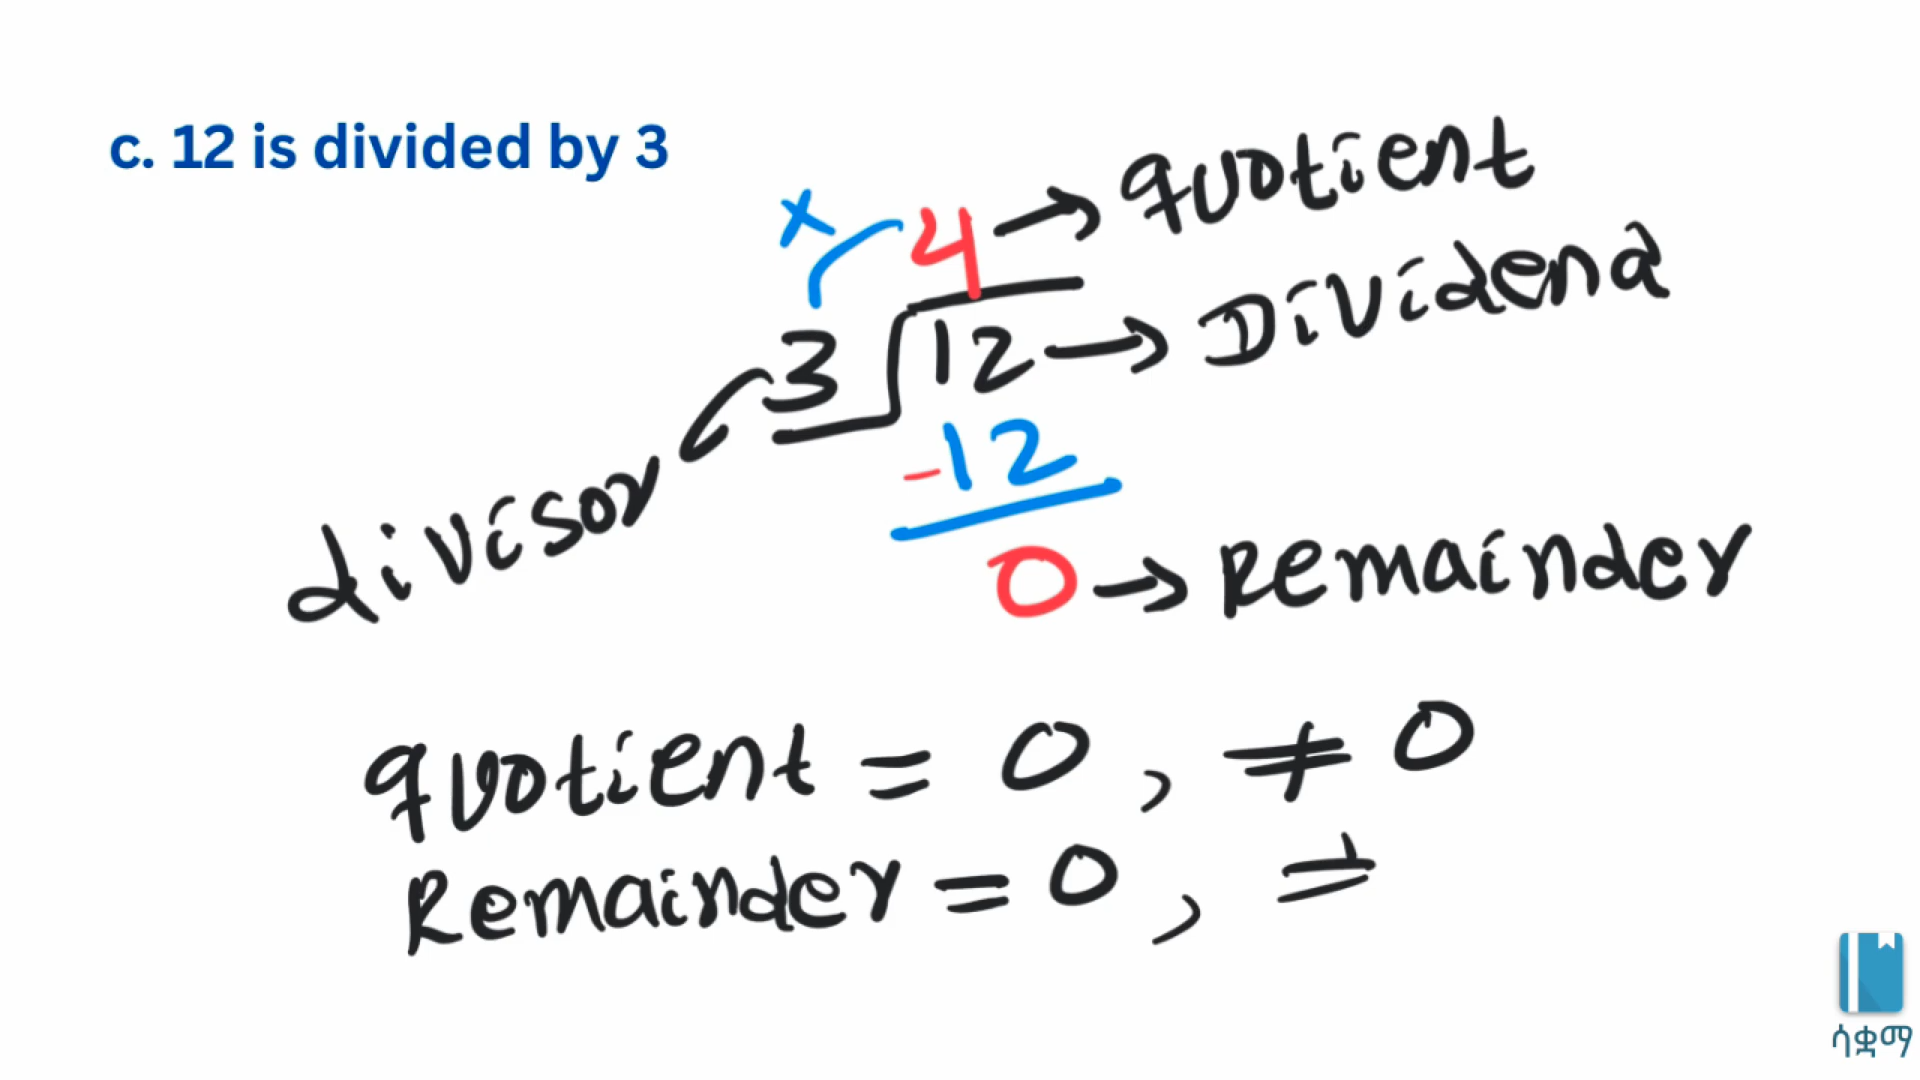 c. 12 is divided by 3
x 4 → quotient
3 12 → Dividend
divisor
-12
0 → Remainder
quotient = 0, ≠ 0
Remainder = 0, =
ሳቋማ